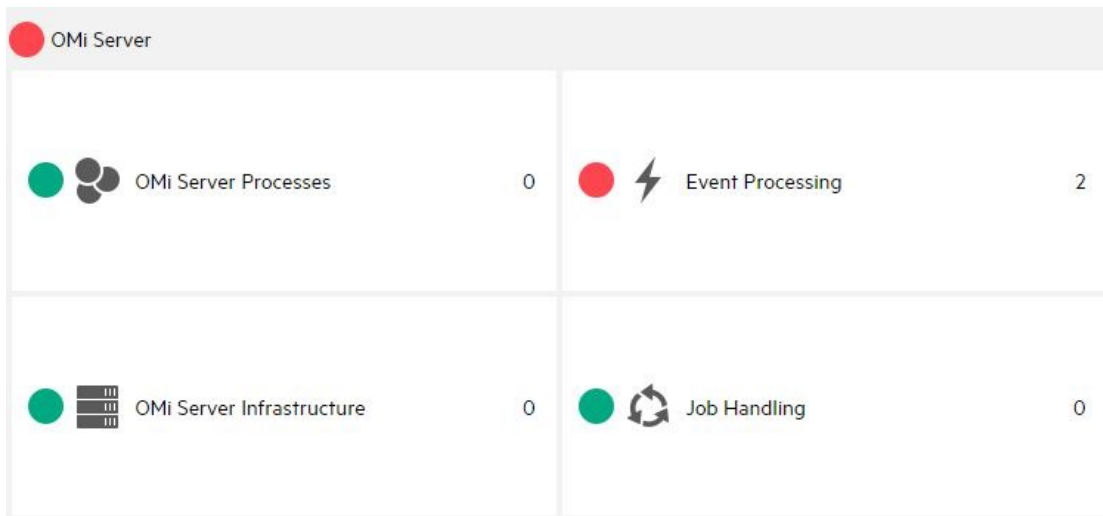 OMi Server
OMi Server Processes 0
Event Processing 2
OMi Server Infrastructure 0
Job Handling 0